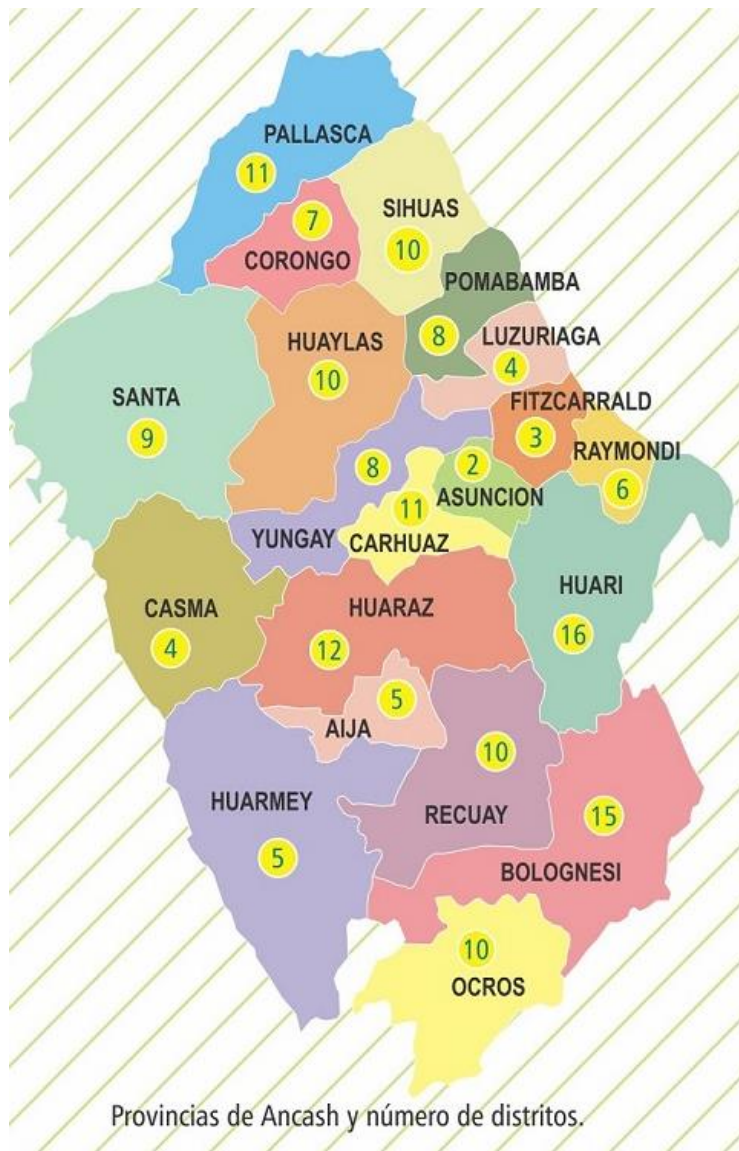 PALLASCA
11
7
CORONGO
SIHUAS
10
POMABAMBA
8
HUAYLAS
10
LUZURIAGA
4
SANTA
9
FITZCARRALD
3
RAYMONDI
6
8
YUNGAY
2
ASUNCION
11
CARHUAZ
HUARI
16
CASMA
4
HUARAZ
12
5
AIJA
10
RECUAY
HUARMEY
5
15
BOLOGNESI
10
OCROS
Provincias de Ancash y número de distritos.